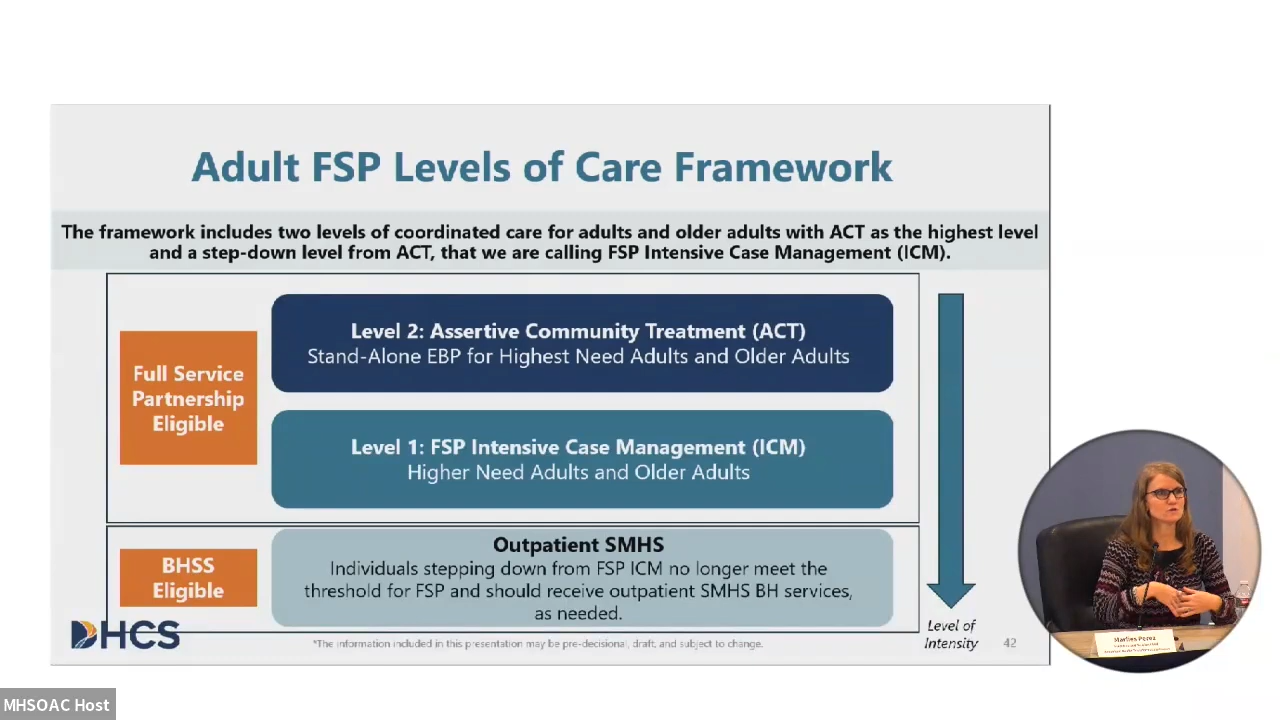 Adult FSP Levels of Care Framework
The framework includes two levels of coordinated care for adults and older adults with ACT as the highest level
and a step-down level from ACT, that we are calling FSP Intensive Case Management (ICM).
Full Service
Partnership
Eligible
Level 2: Assertive Community Treatment (ACT)
Stand-Alone EBP for Highest Need Adults and Older Adults
Level 1: FSP Intensive Case Management (ICM)
Higher Need Adults and Older Adults
BHSS
Eligible
Outpatient SMHS
Individuals stepping down from FSP ICM no longer meet the
threshold for FSP and should receive outpatient SMHS BH services,
as needed.
Level of
Intensity
DHCS
*The information included in this presentation may be pre-decisional, draft, and subject to change.
42
Marlies Perez
MHSOAC Host